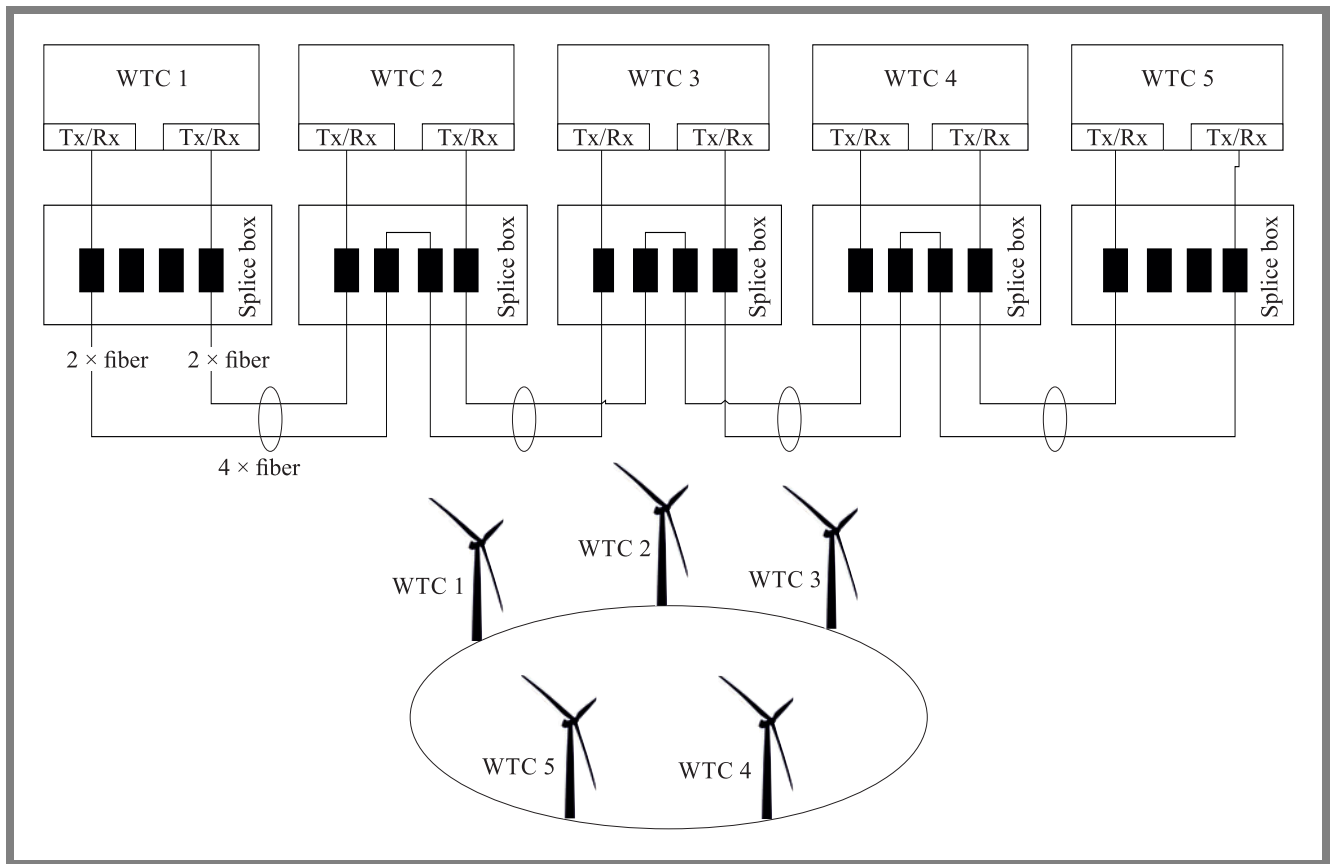 WTC 1
WTC 2
WTC 3
WTC 4
WTC 5
Tx/Rx
Tx/Rx
Tx/Rx
Tx/Rx
Tx/Rx
Tx/Rx
Tx/Rx
Tx/Rx
Tx/Rx
Tx/Rx
Splice box
Splice box
Splice box
Splice box
Splice box
2 × fiber
2 × fiber
4 × fiber
WTC 1
WTC 2
WTC 3
WTC 5
WTC 4